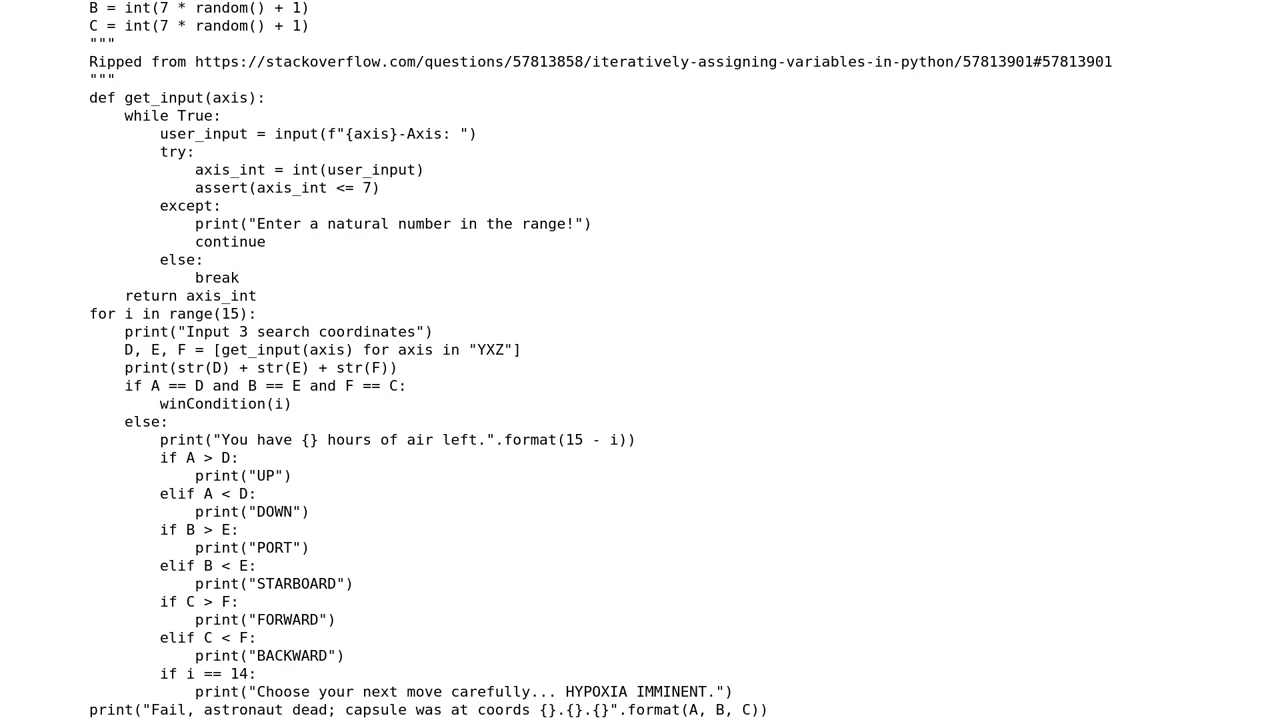 B = int(7 * random() + 1)
C = int(7 * random() + 1)
"""
Ripped from https://stackoverflow.com/questions/57813858/iteratively-assigning-variables-in-python/57813901#57813901
"""
def get_input(axis):
    while True:
        user_input = input(f"{axis}-Axis: ")
        try:
            axis_int = int(user_input)
            assert(axis_int <= 7)
        except:
            print("Enter a natural number in the range!")
            continue
        else:
            break
    return axis_int
for i in range(15):
    print("Input 3 search coordinates")
    D, E, F = [get_input(axis) for axis in "YXZ"]
    print(str(D) + str(E) + str(F))
    if A == D and B == E and F == C:
        winCondition(i)
    else:
        print("You have {} hours of air left.".format(15 - i))
        if A > D:
            print("UP")
        elif A < D:
            print("DOWN")
        if B > E:
            print("PORT")
        elif B < E:
            print("STARBOARD")
        if C > F:
            print("FORWARD")
        elif C < F:
            print("BACKWARD")
        if i == 14:
            print("Choose your next move carefully... HYPOXIA IMMINENT.")
print("Fail, astronaut dead; capsule was at coords {}.{}.{}".format(A, B, C))